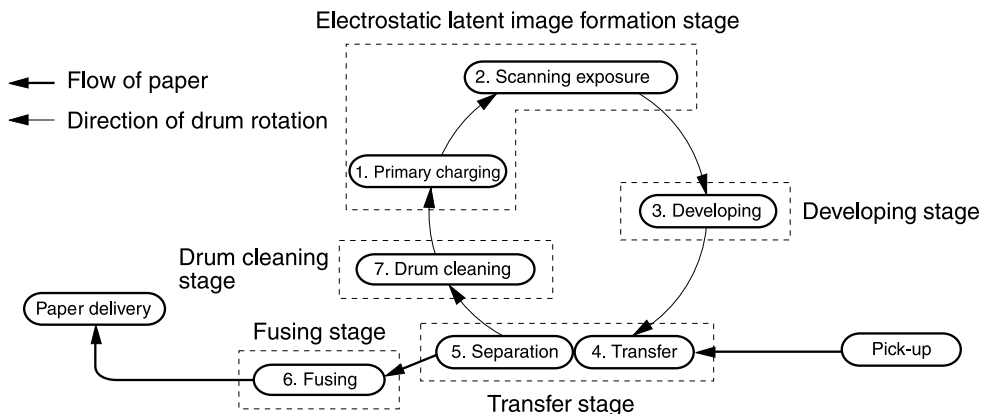 Electrostatic latent image formation stage
Flow of paper
Direction of drum rotation
2. Scanning exposure
1. Primary charging
3. Developing
Developing stage
Drum cleaning
stage
7. Drum cleaning
Paper delivery
Fusing stage
6. Fusing
5. Separation
4. Transfer
Pick-up
Transfer stage